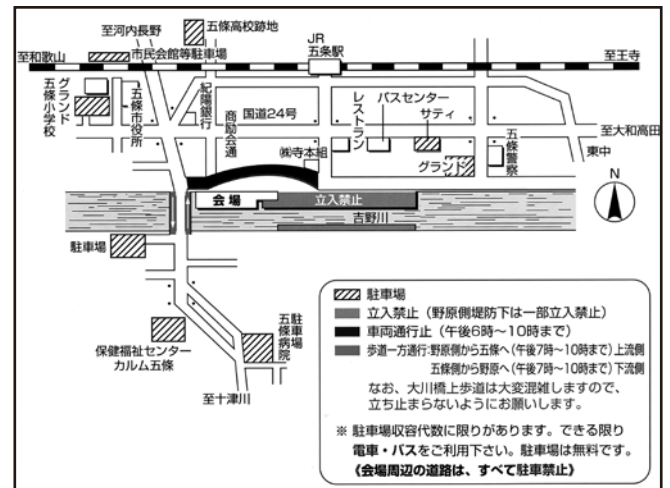 至河内長野
五條高校跡地
市民会館等駐車場
JR
五条駅
至和歌山
至王寺
グランド
五條小学校
五條市役所
紀陽銀行
商励会通
国道24号
レストラン
バスセンター
サティ
至大和高田
㈱寺本組
グランド
五條警察
東中
N
会場
立入禁止
吉野川
駐車場
保健福祉センター
カルム五條
駐車場
五條病院
至十津川
駐車場
立入禁止（野原側堤防下は一部立入禁止）
車両通行止（午後6時～10時まで）
歩道一方通行:野原側から五條へ（午後7時～10時まで）上流側
五條側から野原へ（午後7時～10時まで）下流側
なお、大川橋上歩道は大変混雑しますので、
立ち止まらないようにお願いします。
※ 駐車場収容代数に限りがあります。できる限り
電車・バスをご利用下さい。駐車場は無料です。
《会場周辺の道路は、すべて駐車禁止》